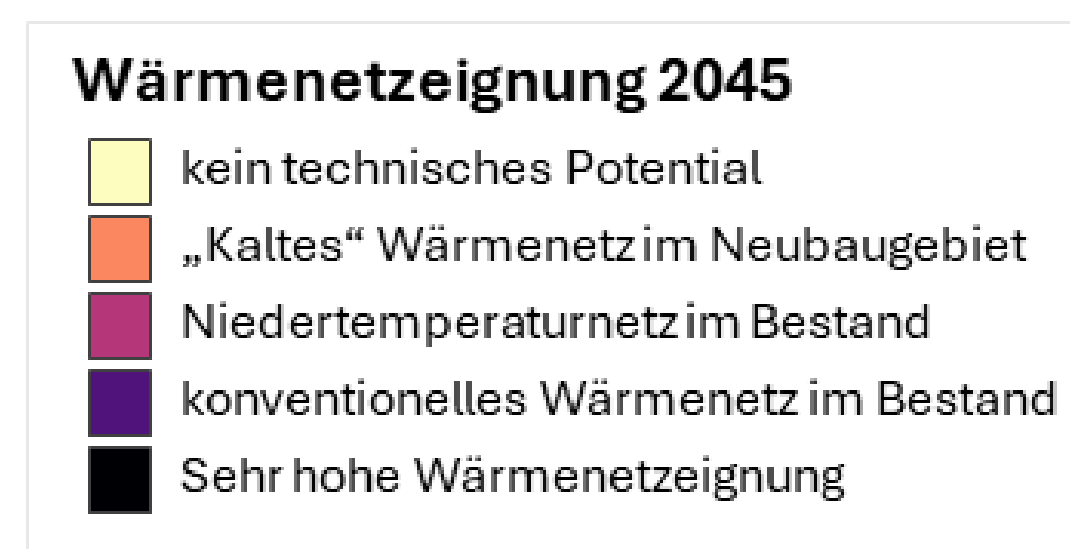 Wärmenetzeignung 2045
kein technisches Potential
„Kaltes“ Wärmenetz im Neubaugebiet
Niedertemperaturnetz im Bestand
konventionelles Wärmenetz im Bestand
Sehr hohe Wärmenetzeignung